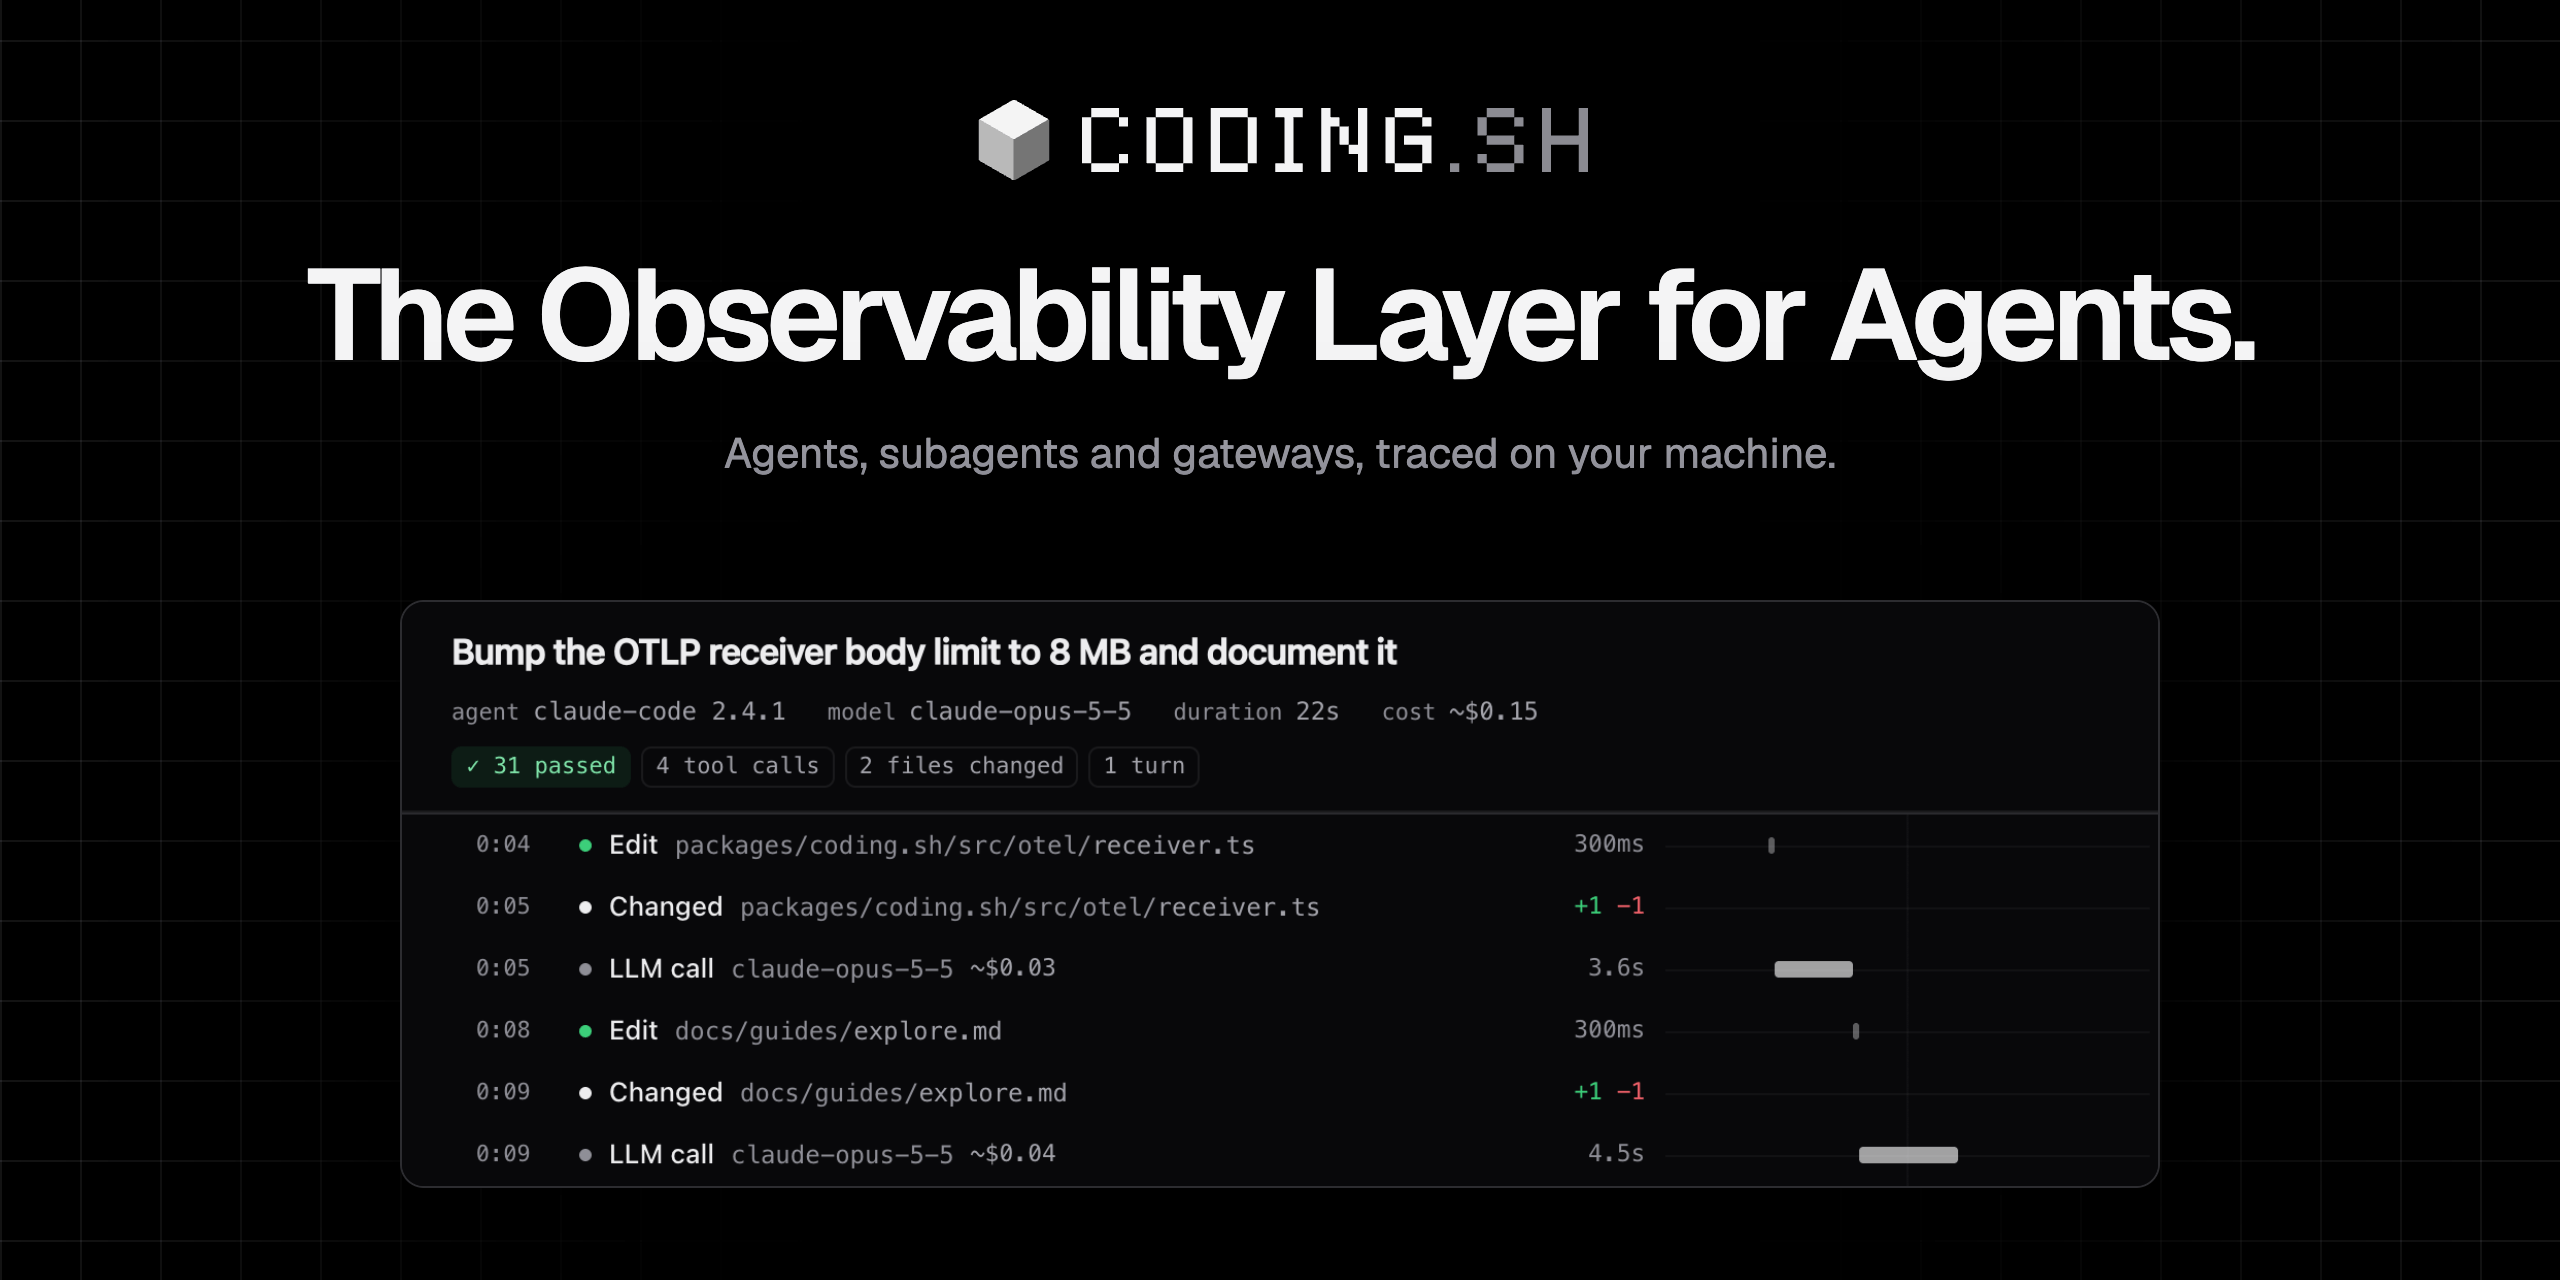 CODING.SH
The Observability Layer for Agents.
Agents, subagents and gateways, traced on your machine.
Bump the OTLP receiver body limit to 8 MB and document it
agent claude-code 2.4.1 model claude-opus-5-5 duration 22s cost ~$0.15
✓ 31 passed 4 tool calls 2 files changed 1 turn
0:04 Edit packages/coding.sh/src/otel/receiver.ts 300ms
0:05 Changed packages/coding.sh/src/otel/receiver.ts +1 −1
0:05 LLM call claude-opus-5-5 ~$0.03 3.6s
0:08 Edit docs/guides/explore.md 300ms
0:09 Changed docs/guides/explore.md +1 −1
0:09 LLM call claude-opus-5-5 ~$0.04 4.5s